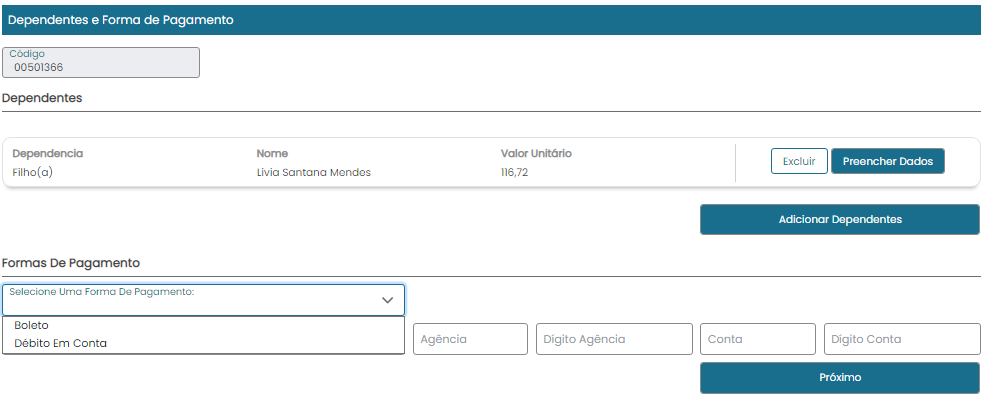 Dependentes e Forma de Pagamento
Código
00501366
Dependentes
Dependencia Nome Valor Unitário
Filho(a) Livia Santana Mendes 116,72
Excluir Preencher Dados
Adicionar Dependentes
Formas De Pagamento
Selecione Uma Forma De Pagamento:
Boleto
Débito Em Conta
Agência Digito Agência Conta Digito Conta
Próximo